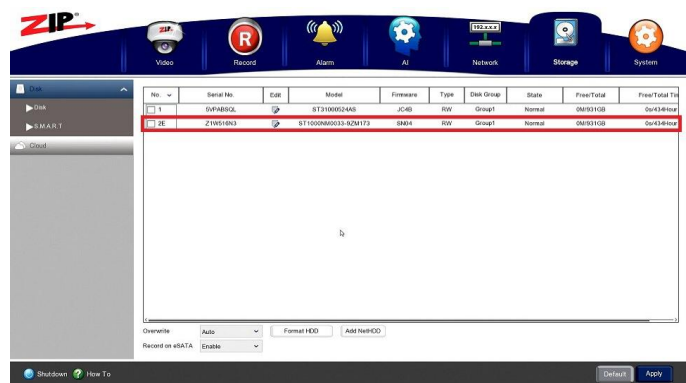 ZIP
ZIP
R
102.x.x.x
Video Record Alarm AI Network Storage System
Disk
Disk
S.M.A.R.T
Cloud
No. Serial No. Edit Model Firmware Type Disk Group State Free/Total Free/Total Tim
1 5VPABSQL ST31000524AS JC4B RW Group1 Normal 0M/931GB 0s/434Hour
2E Z1W516N3 ST1000NM0033-9ZM173 SN04 RW Group1 Normal 0M/931GB 0s/434Hour
Overwrite Auto Format HDD Add NetHDD
Record on eSATA Enable
Shutdown How To Default Apply